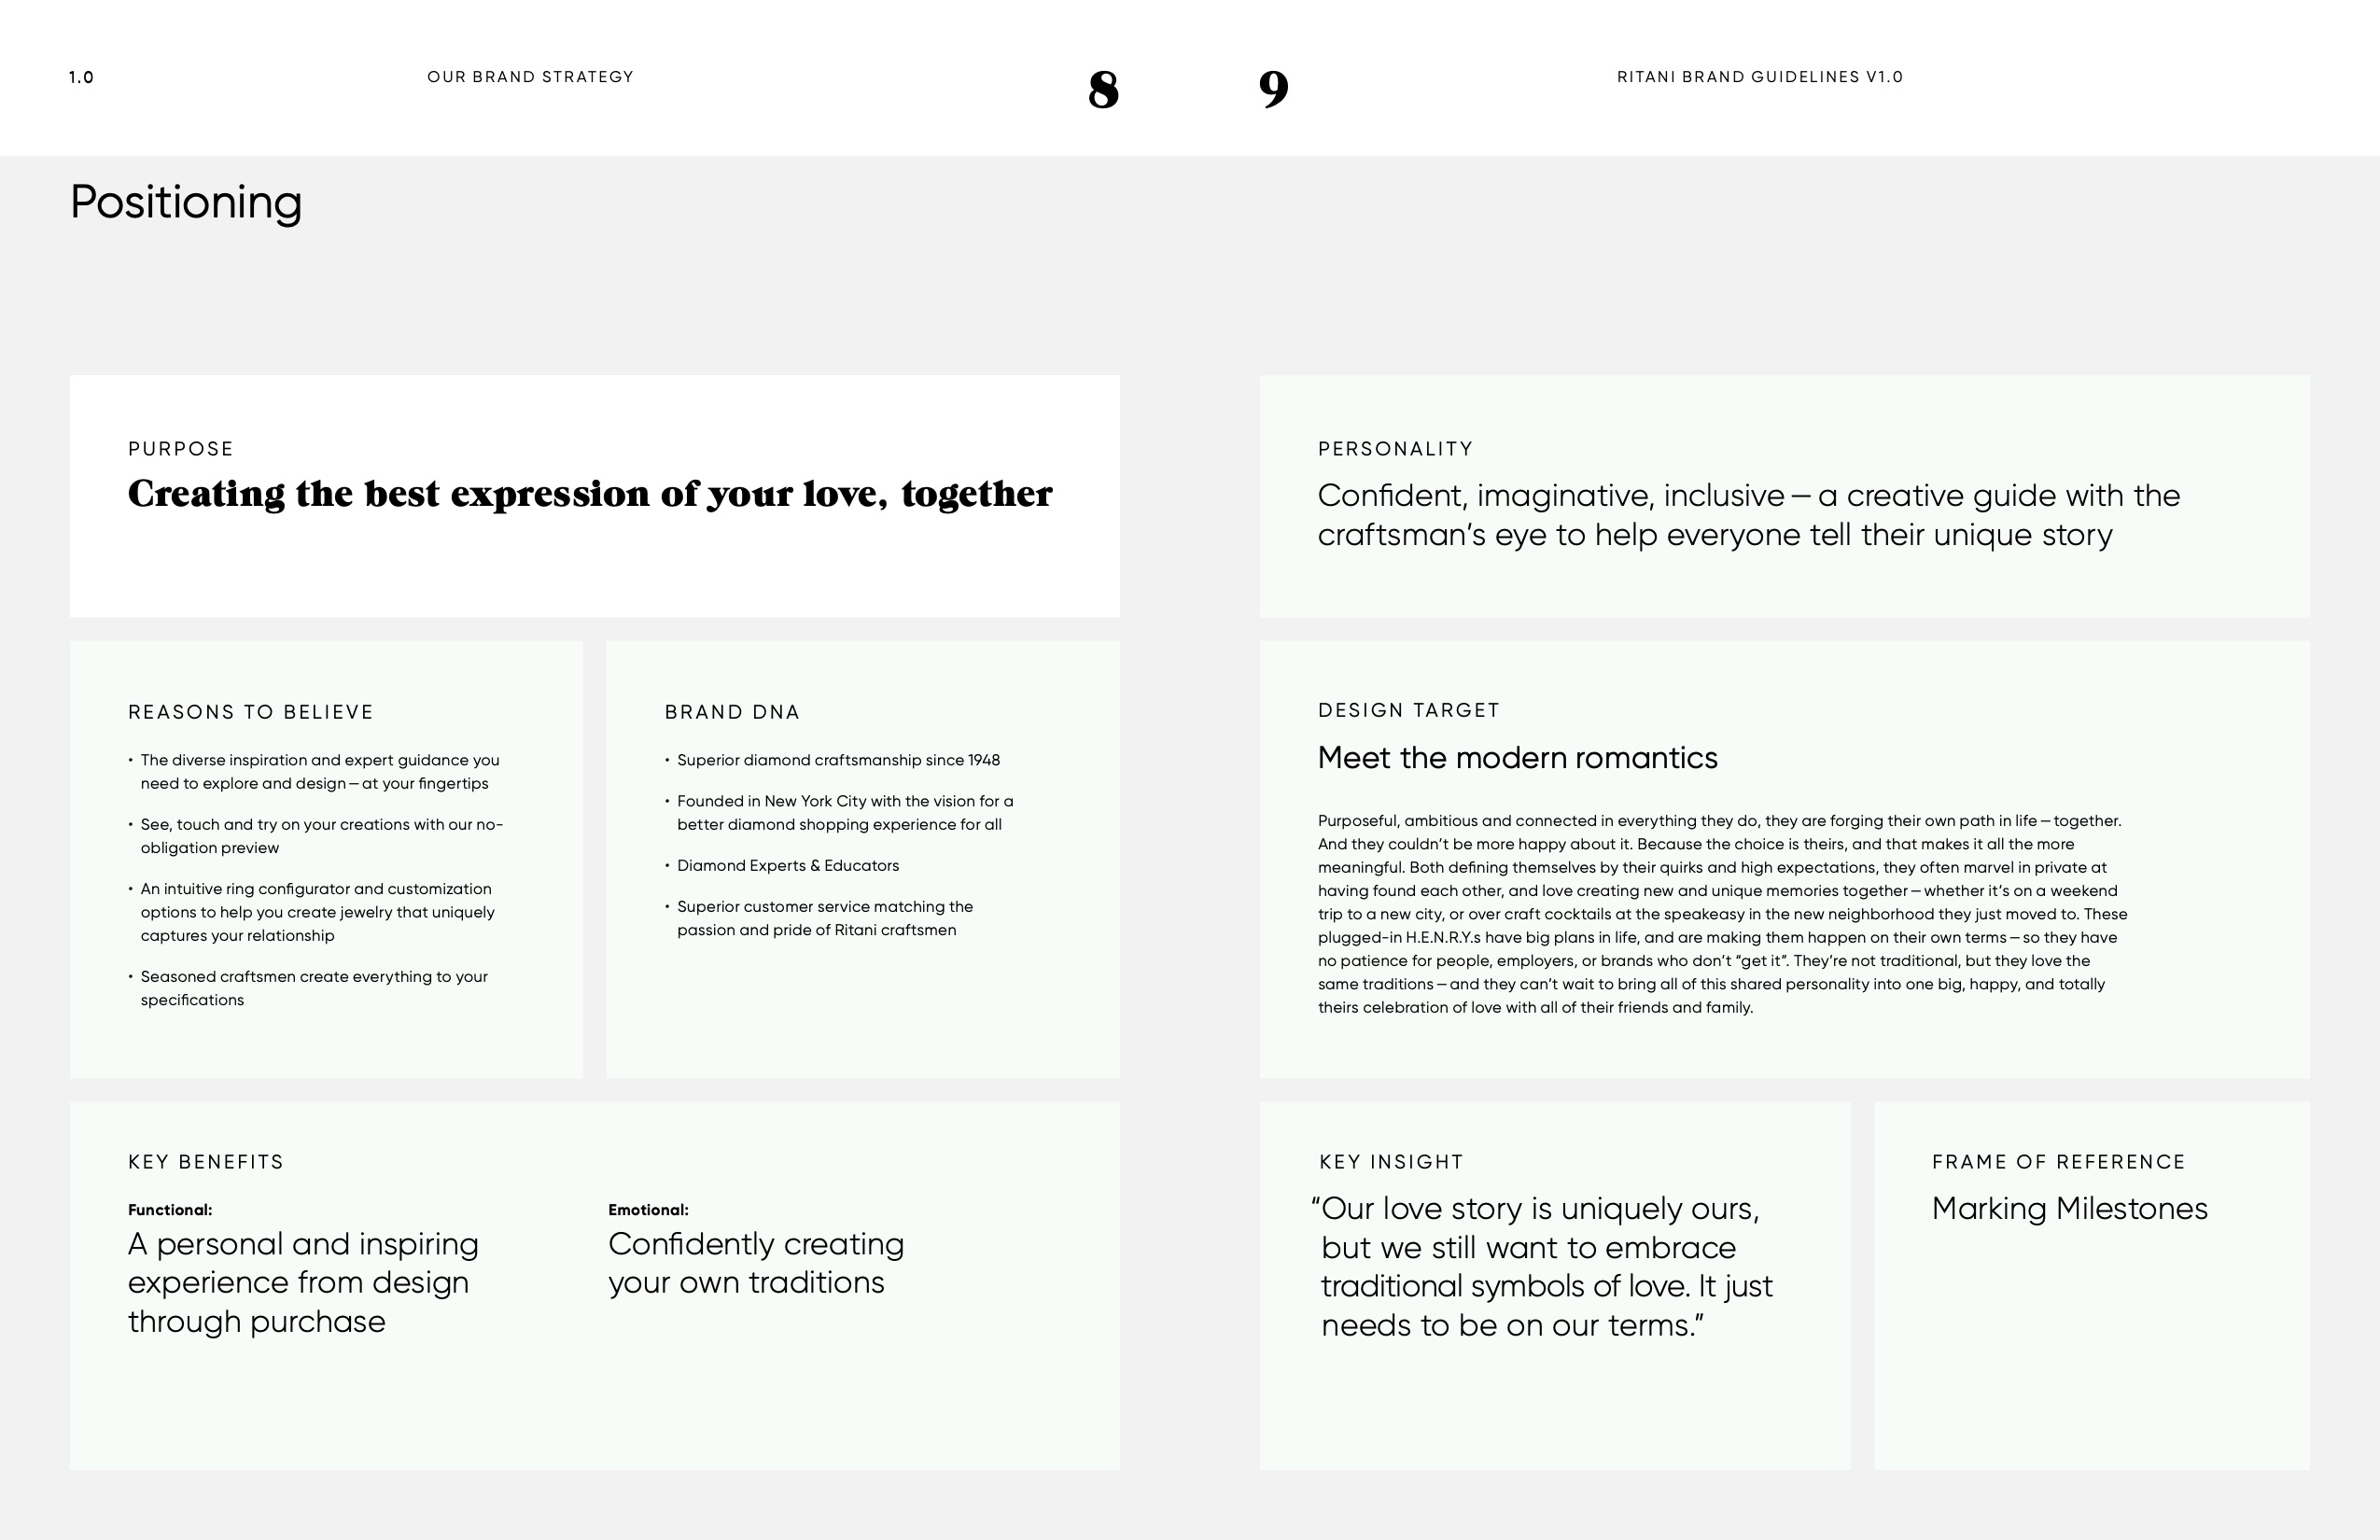 1.0
OUR BRAND STRATEGY
8
9
RITANI BRAND GUIDELINES V1.0
Positioning
PURPOSE
Creating the best expression of your love, together
REASONS TO BELIEVE
• The diverse inspiration and expert guidance you
need to explore and design — at your fingertips
• See, touch and try on your creations with our no-
obligation preview
• An intuitive ring configurator and customization
options to help you create jewelry that uniquely
captures your relationship
• Seasoned craftsmen create everything to your
specifications
BRAND DNA
• Superior diamond craftsmanship since 1948
• Founded in New York City with the vision for a
better diamond shopping experience for all
• Diamond Experts & Educators
• Superior customer service matching the
passion and pride of Ritani craftsmen
KEY BENEFITS
Functional:
A personal and inspiring
experience from design
through purchase
Emotional:
Confidently creating
your own traditions
PERSONALITY
Confident, imaginative, inclusive — a creative guide with the
craftsman’s eye to help everyone tell their unique story
DESIGN TARGET
Meet the modern romantics
Purposeful, ambitious and connected in everything they do, they are forging their own path in life — together.
And they couldn’t be more happy about it. Because the choice is theirs, and that makes it all the more
meaningful. Both defining themselves by their quirks and high expectations, they often marvel in private at
having found each other, and love creating new and unique memories together — whether it’s on a weekend
trip to a new city, or over craft cocktails at the speakeasy in the new neighborhood they just moved to. These
plugged-in H.E.N.R.Y.s have big plans in life, and are making them happen on their own terms — so they have
no patience for people, employers, or brands who don’t “get it”. They’re not traditional, but they love the
same traditions — and they can’t wait to bring all of this shared personality into one big, happy, and totally
theirs celebration of love with all of their friends and family.
KEY INSIGHT
“Our love story is uniquely ours,
but we still want to embrace
traditional symbols of love. It just
needs to be on our terms.”
FRAME OF REFERENCE
Marking Milestones